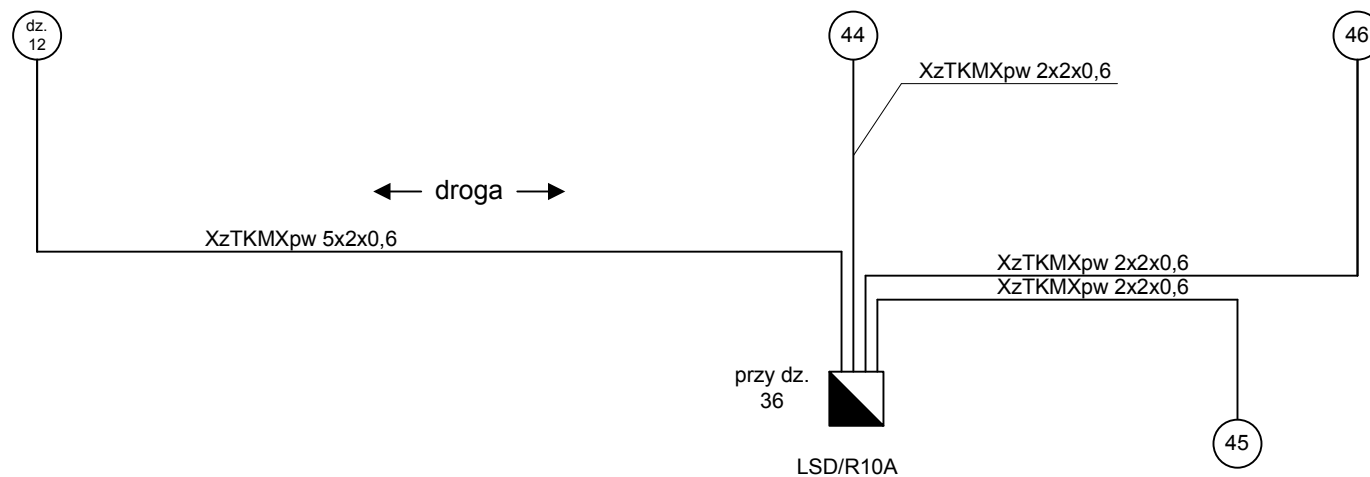 dz.
12
44
46
XzTKMXpw 2x2x0,6
droga
XzTKMXpw 5x2x0,6
XzTKMXpw 2x2x0,6
XzTKMXpw 2x2x0,6
przy dz.
36
45
LSD/R10A